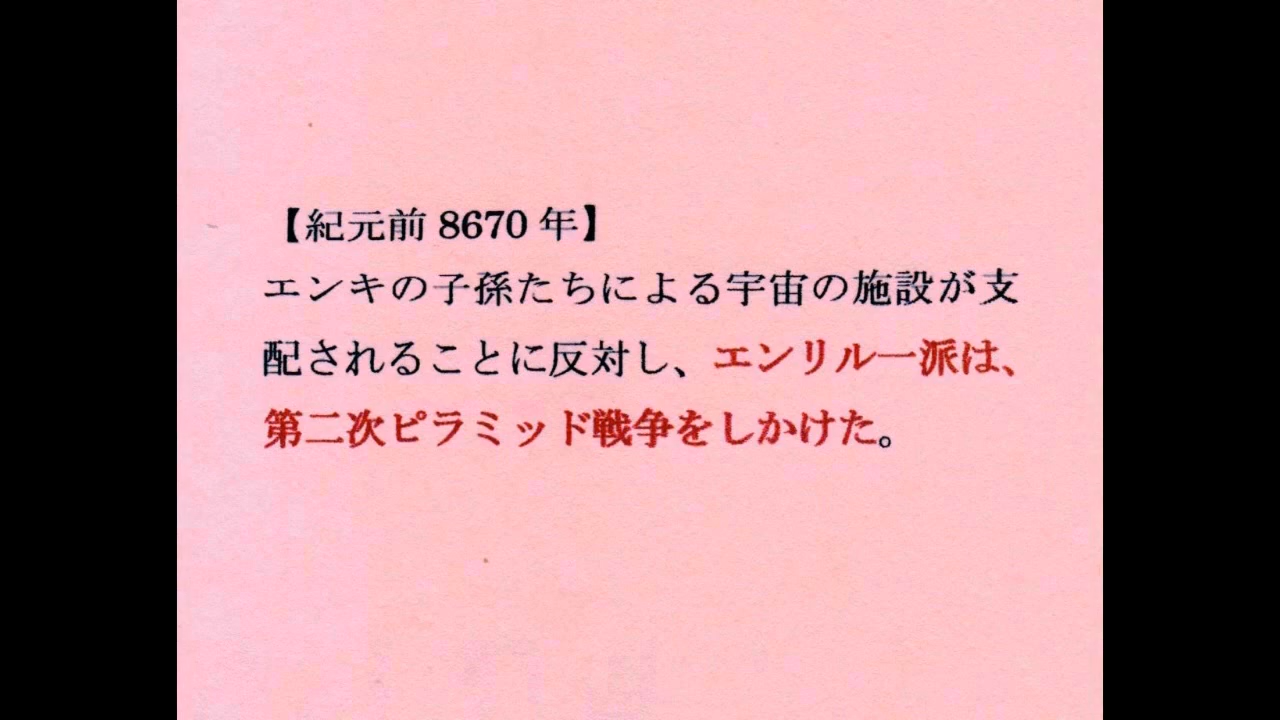 【紀元前 8670 年】
エンキの子孫たちによる宇宙の施設が支
配されることに反対し、エンリル一派は、
第二次ピラミッド戦争をしかけた。